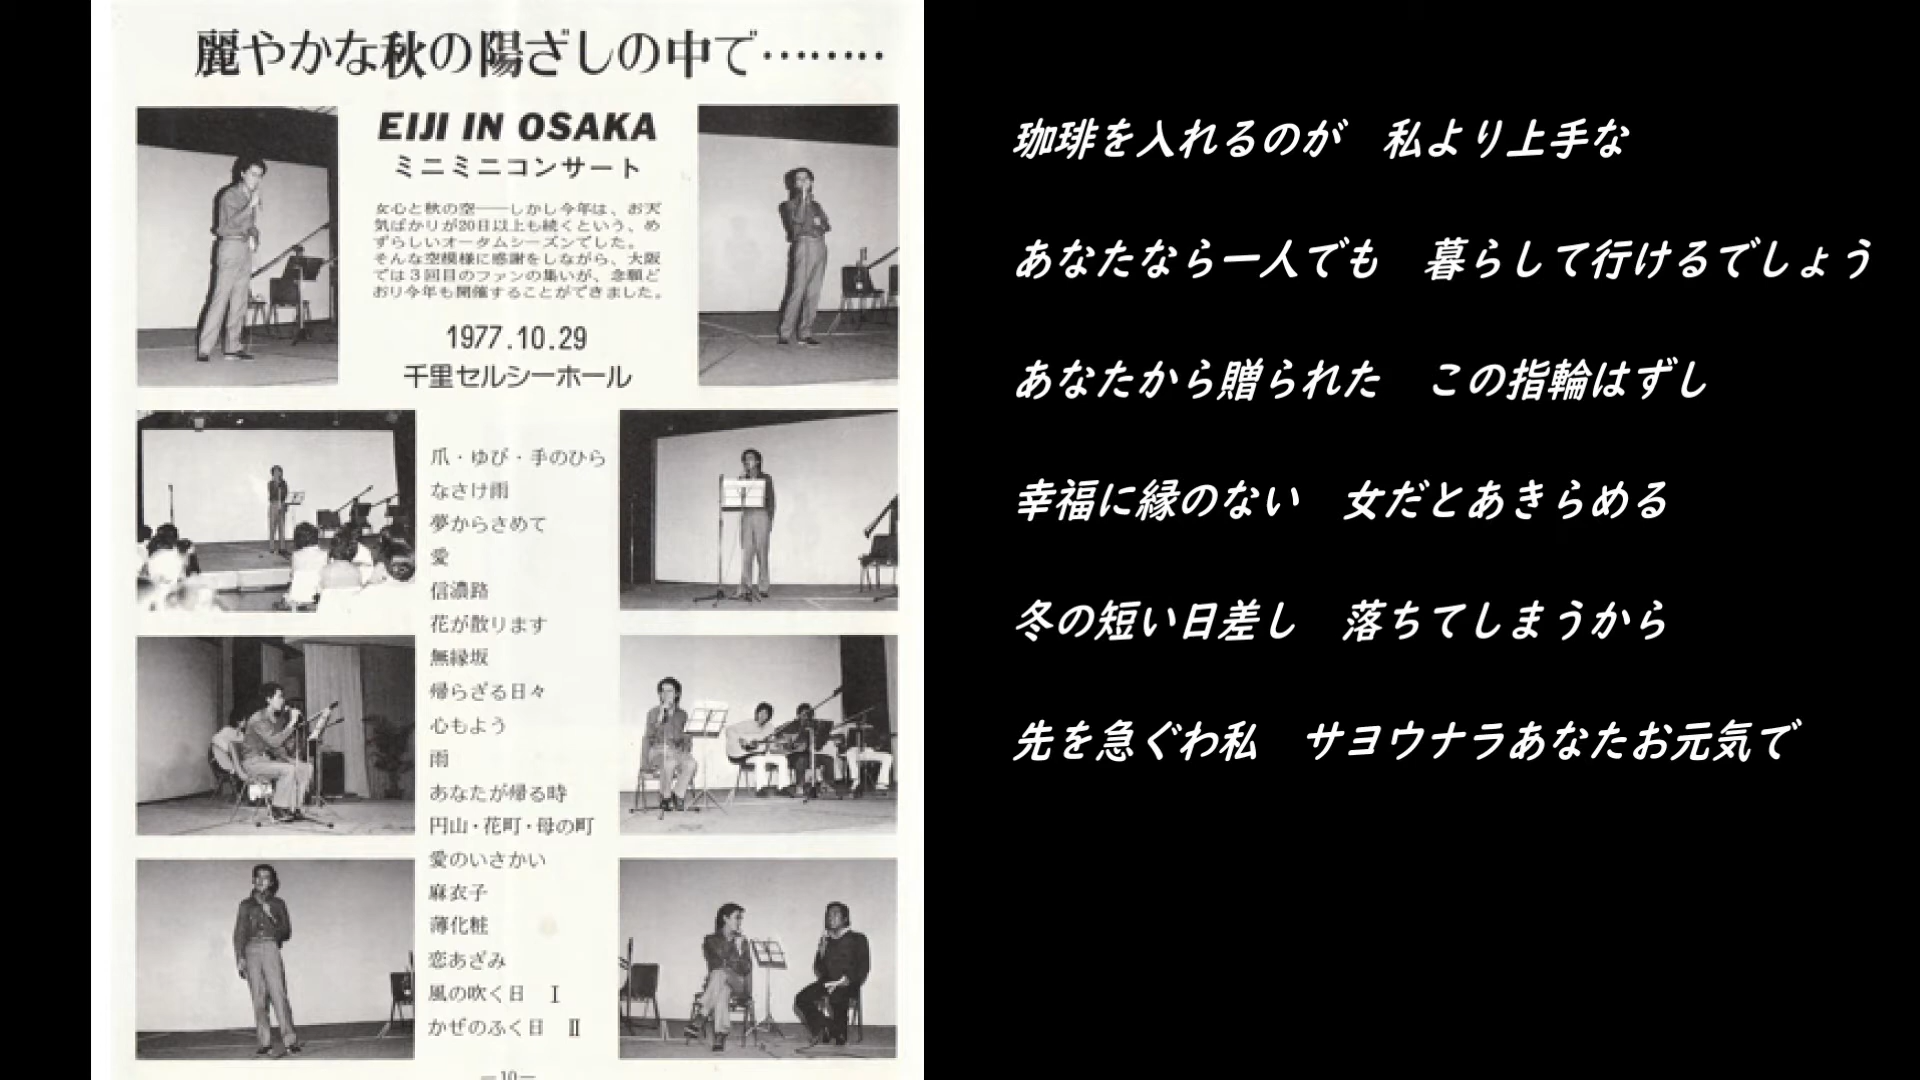 麗やかな秋の陽ざしの中で‥‥‥‥
EIJI IN OSAKA
ミニミニコンサート
女心と秋の空――しかし今年は、お天
気ばかりが20日以上も続くという、め
ずらしいオータムシーズンでした。
そんな空模様に感謝をしながら、大阪
では3回目のファンの集いが、念願ど
おり今年も開催することができました。
1977.10.29
千里セルシーホール
爪・ゆび・手のひら
なさけ雨
夢からさめて
愛
信濃路
花が散ります
無縁坂
帰らざる日々
心もよう
雨
あなたが帰る時
円山・花町・母の町
愛のいさかい
麻衣子
薄化粧
恋あざみ
風の吹く日　Ⅰ
かぜのふく日　Ⅱ
―10―
珈琲を入れるのが　私より上手な
あなたなら一人でも　暮らして行けるでしょう
あなたから贈られた　この指輪はずし
幸福に縁のない　女だとあきらめる
冬の短い日差し　落ちてしまうから
先を急ぐわ私　サヨウナラあなたお元気で